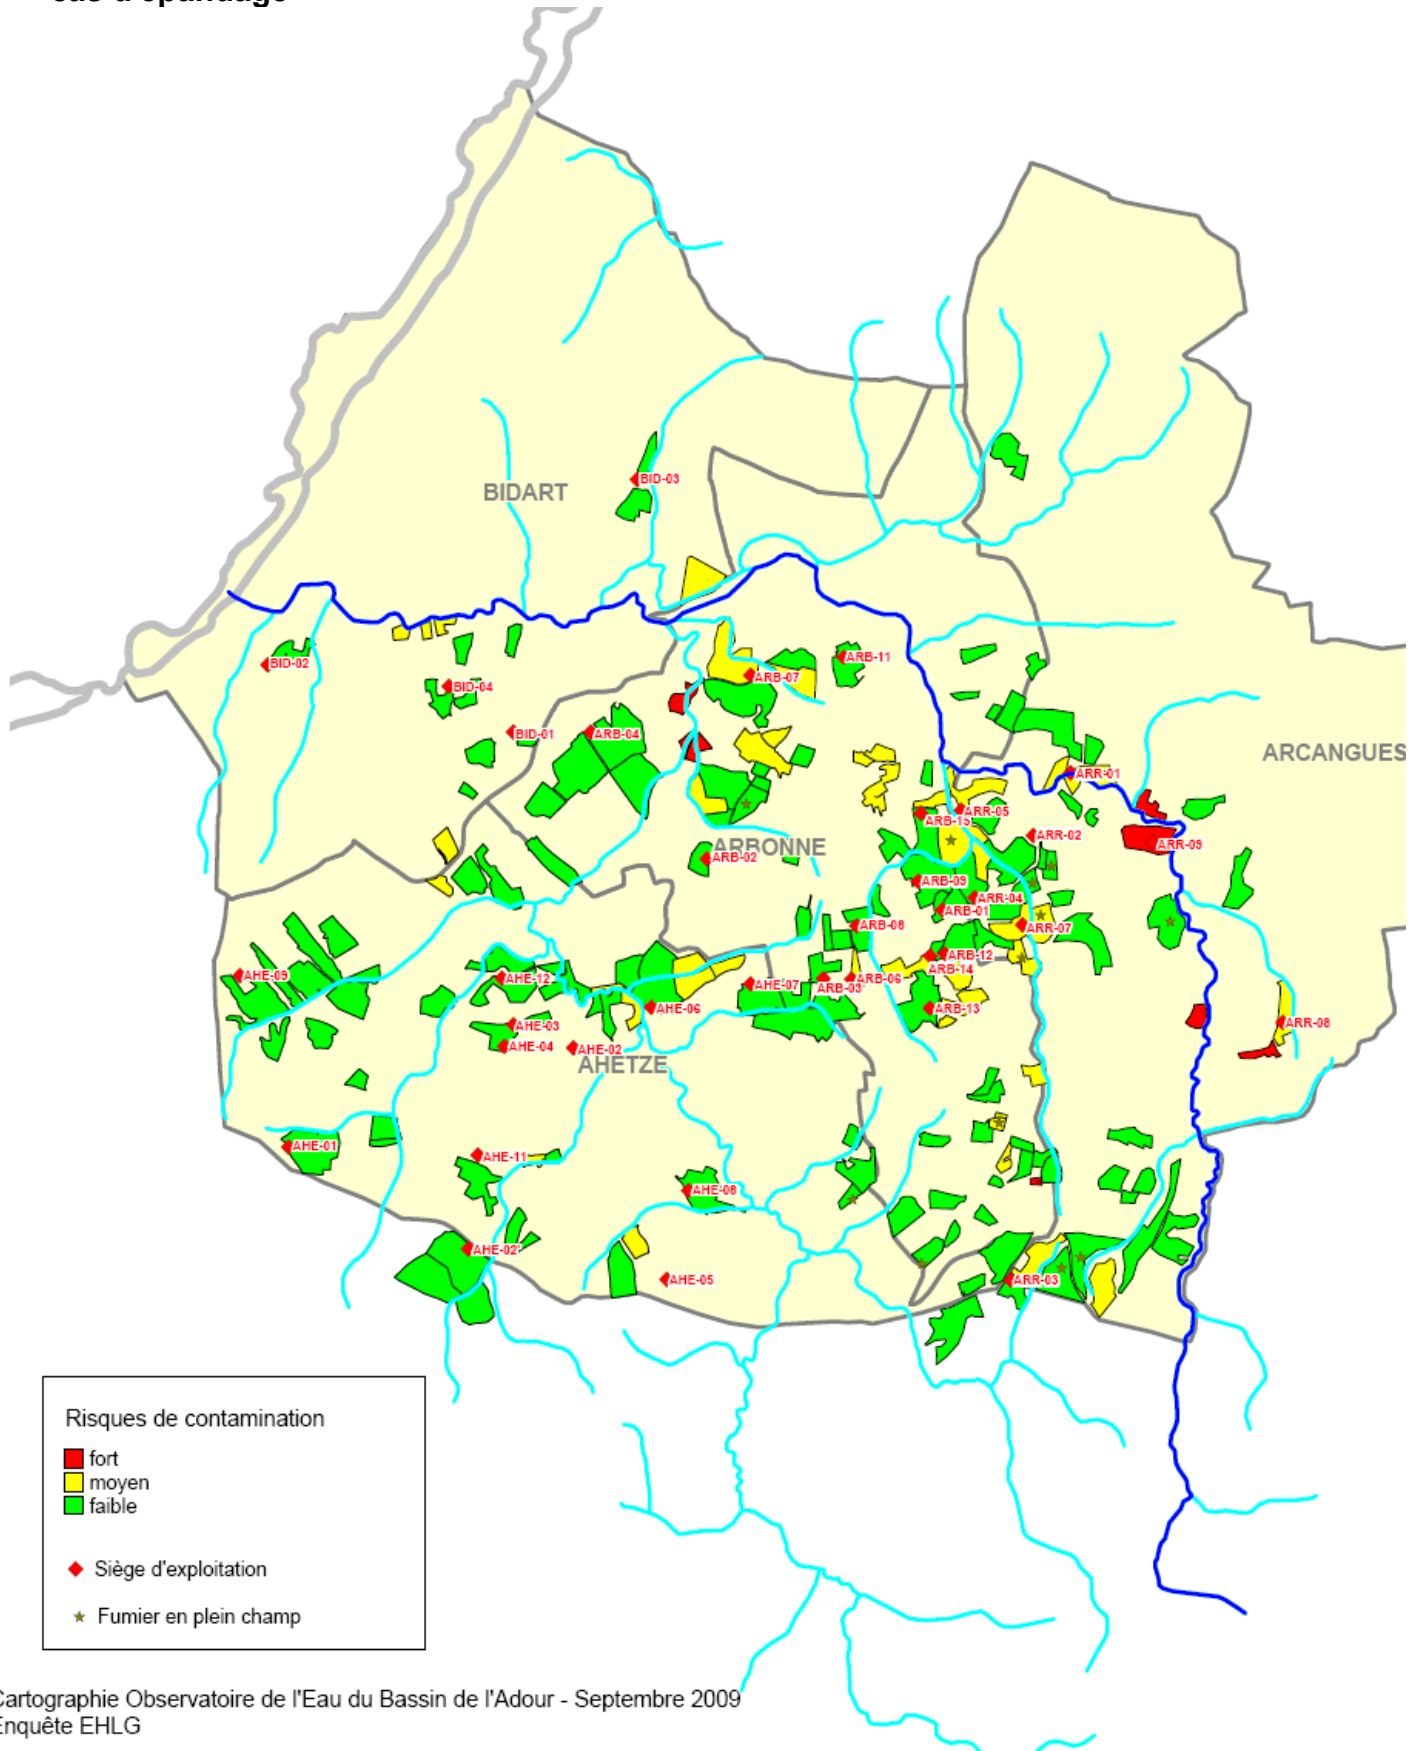 cas d'épandage
BID-03
BIDART
ARB-11
BID-02
ARB-07
BID-04
BID-01
ARB-04
ARCANGUES
ARR-01
ARR-05
ARB-15
ARR-02
ARR-09
ARBONNE
ARB-02
ARB-09
ARR-04
ARB-01
ARB-08
ARR-07
ARB-12
ARB-14
AHE-09
AHE-12
AHE-07
ARB-03
ARB-06
AHE-06
ARB-13
AHE-03
ARR-08
AHE-04
AHE-02
AHETZE
AHE-01
AHE-11
AHE-08
AHE-02'
AHE-05
ARR-03
Risques de contamination
fort
moyen
faible
Siège d'exploitation
Fumier en plein champ
Cartographie Observatoire de l'Eau du Bassin de l'Adour - Septembre 2009
Enquête EHLG